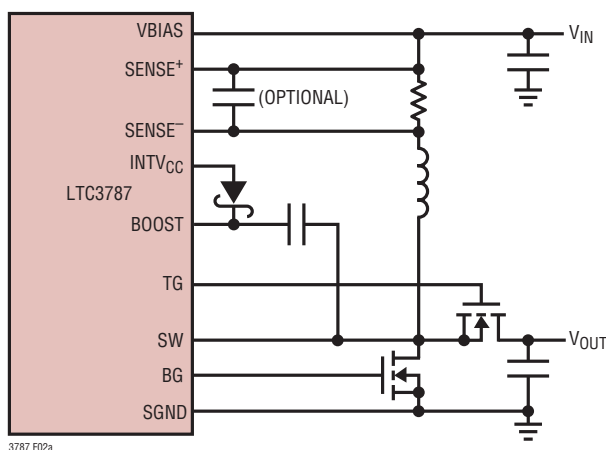 VBIAS
V_IN
SENSE⁺
(OPTIONAL)
SENSE⁻
INTV_CC
LTC3787
BOOST
TG
SW
V_OUT
BG
SGND
3787 F02a